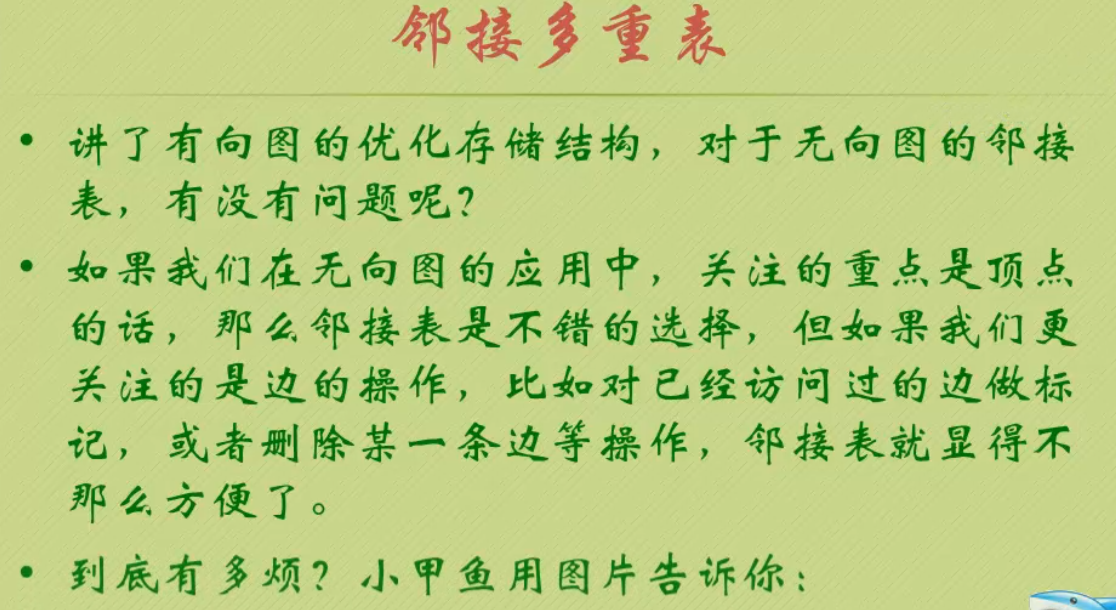 邻接多重表
• 讲了有向图的优化存储结构，对于无向图的邻接
表，有没有问题呢？
• 如果我们在无向图的应用中，关注的重点是顶点
的话，那么邻接表是不错的选择，但如果我们更
关注的是边的操作，比如对已经访问过的边做标
记，或者删除某一条边等操作，邻接表就显得不
那么方便了。
• 到底有多烦？小甲鱼用图片告诉你：